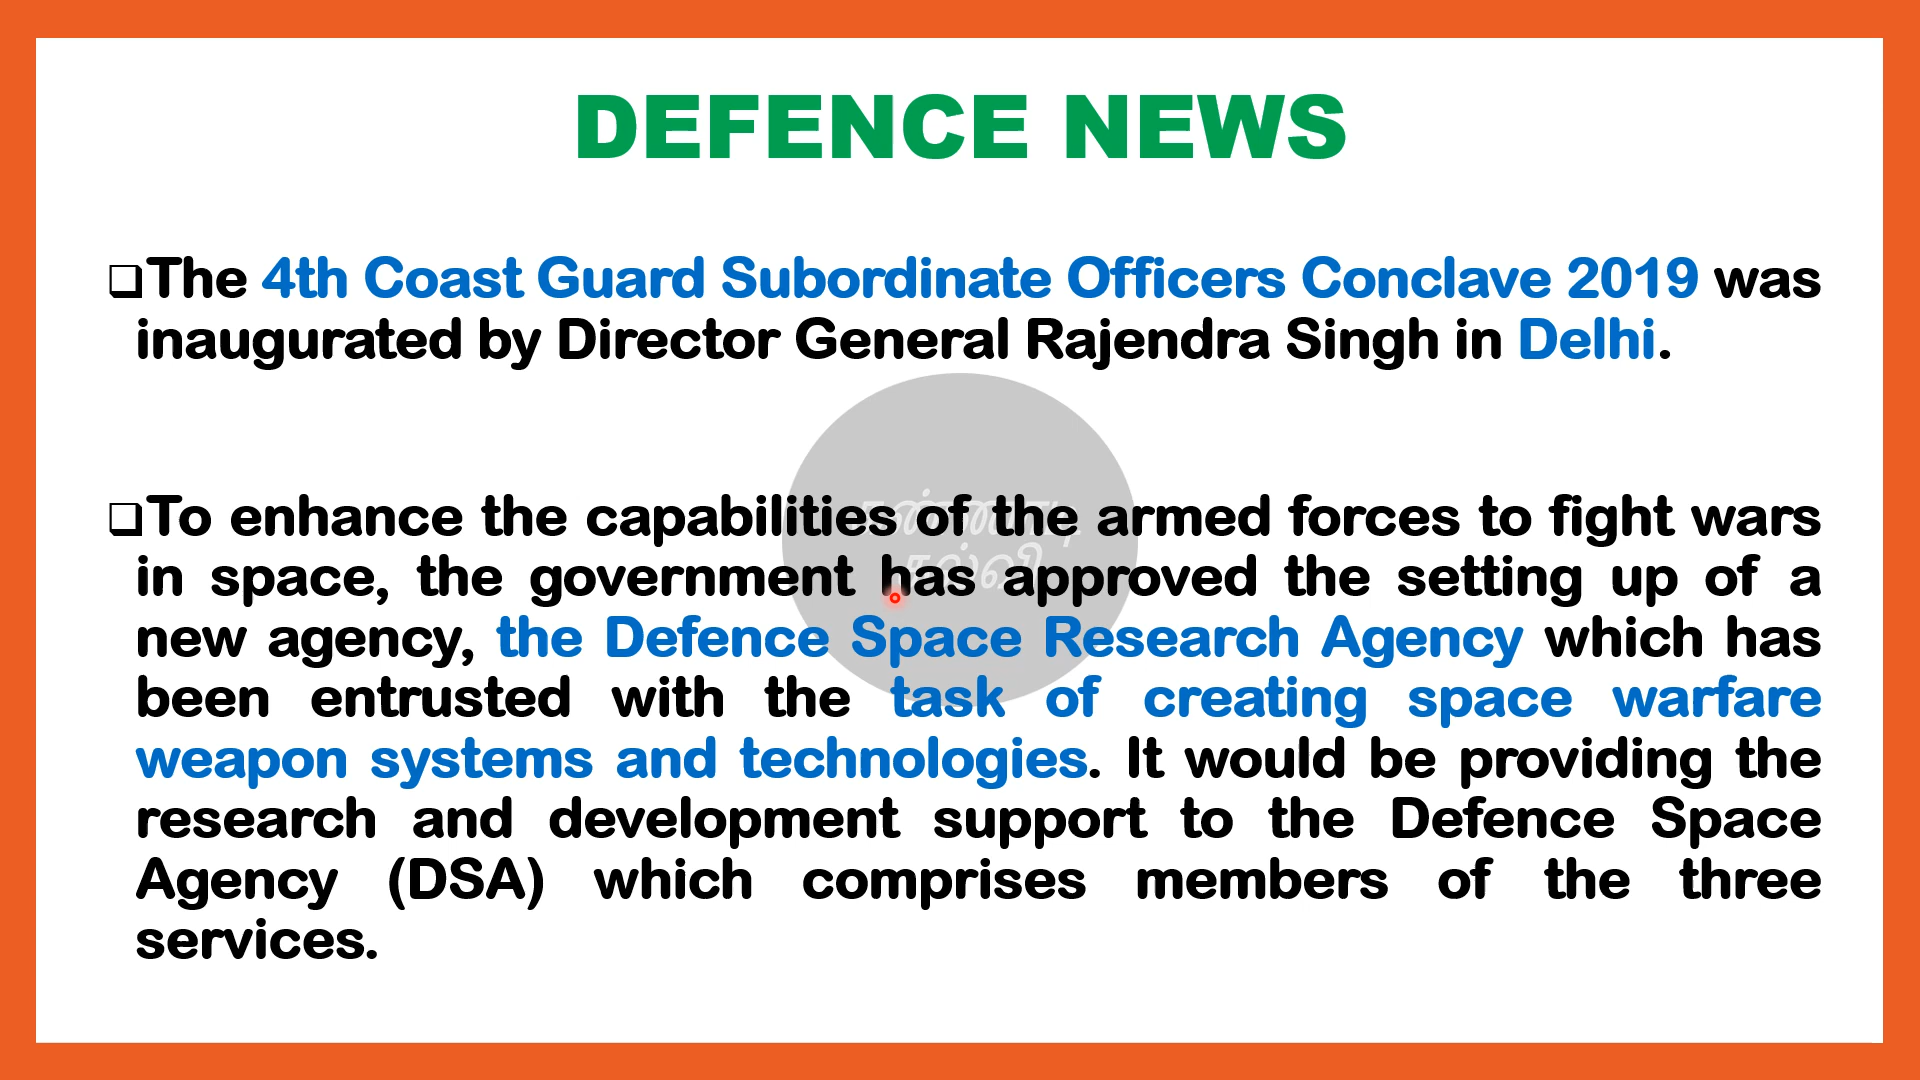 DEFENCE NEWS
❑The 4th Coast Guard Subordinate Officers Conclave 2019 was
inaugurated by Director General Rajendra Singh in Delhi.
❑To enhance the capabilities of the armed forces to fight wars
in space, the government has approved the setting up of a
new agency, the Defence Space Research Agency which has
been entrusted with the task of creating space warfare
weapon systems and technologies. It would be providing the
research and development support to the Defence Space
Agency (DSA) which comprises members of the three
services.